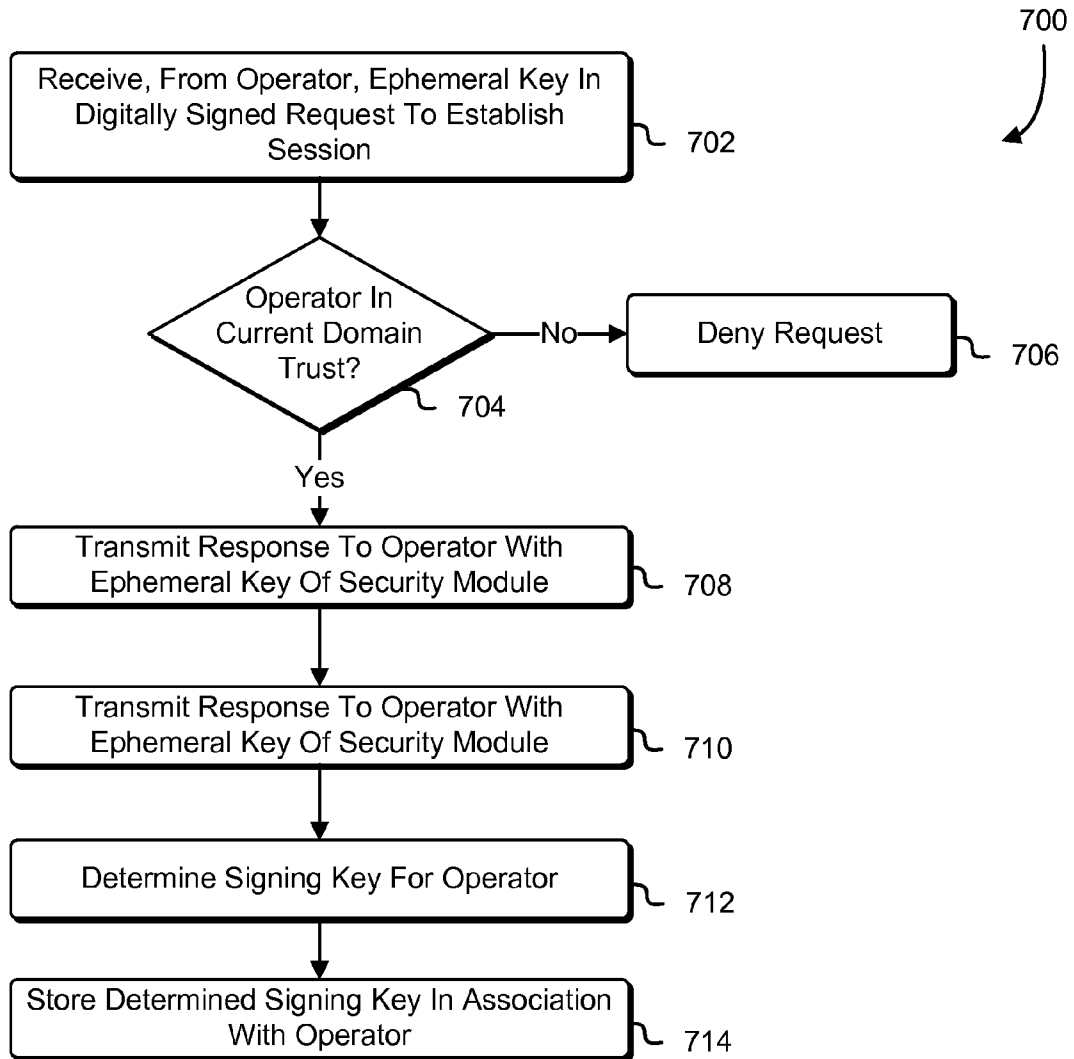 700
Receive, From Operator, Ephemeral Key In
Digitally Signed Request To Establish
Session
702
Operator In
Current Domain
Trust?
704
No
Deny Request
706
Yes
Transmit Response To Operator With
Ephemeral Key Of Security Module
708
Transmit Response To Operator With
Ephemeral Key Of Security Module
710
Determine Signing Key For Operator
712
Store Determined Signing Key In Association
With Operator
714